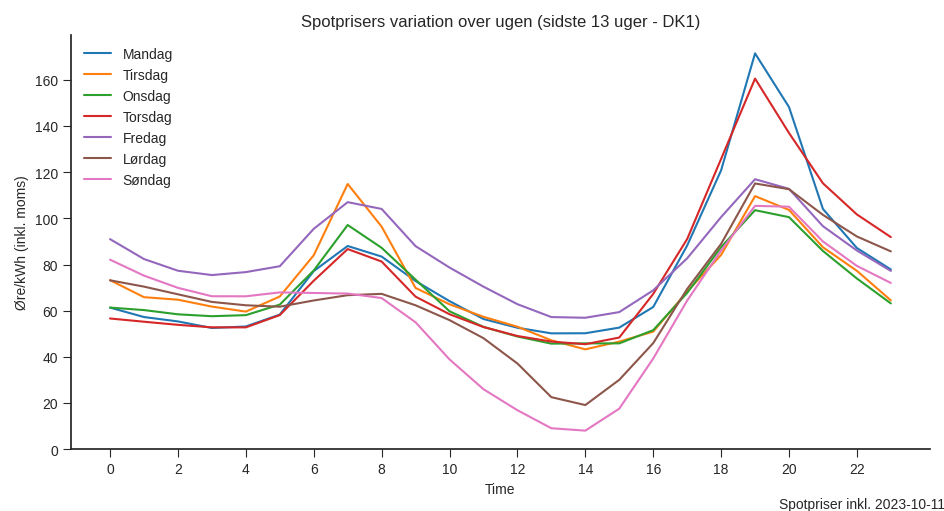 Spotprisers variation over ugen (sidste 13 uger - DK1)
Mandag
Tirsdag
Onsdag
Torsdag
Fredag
Lørdag
Søndag
Øre/kWh (inkl. moms)
160
140
120
100
80
60
40
20
0
0 2 4 6 8 10 12 14 16 18 20 22
Time
Spotpriser inkl. 2023-10-11